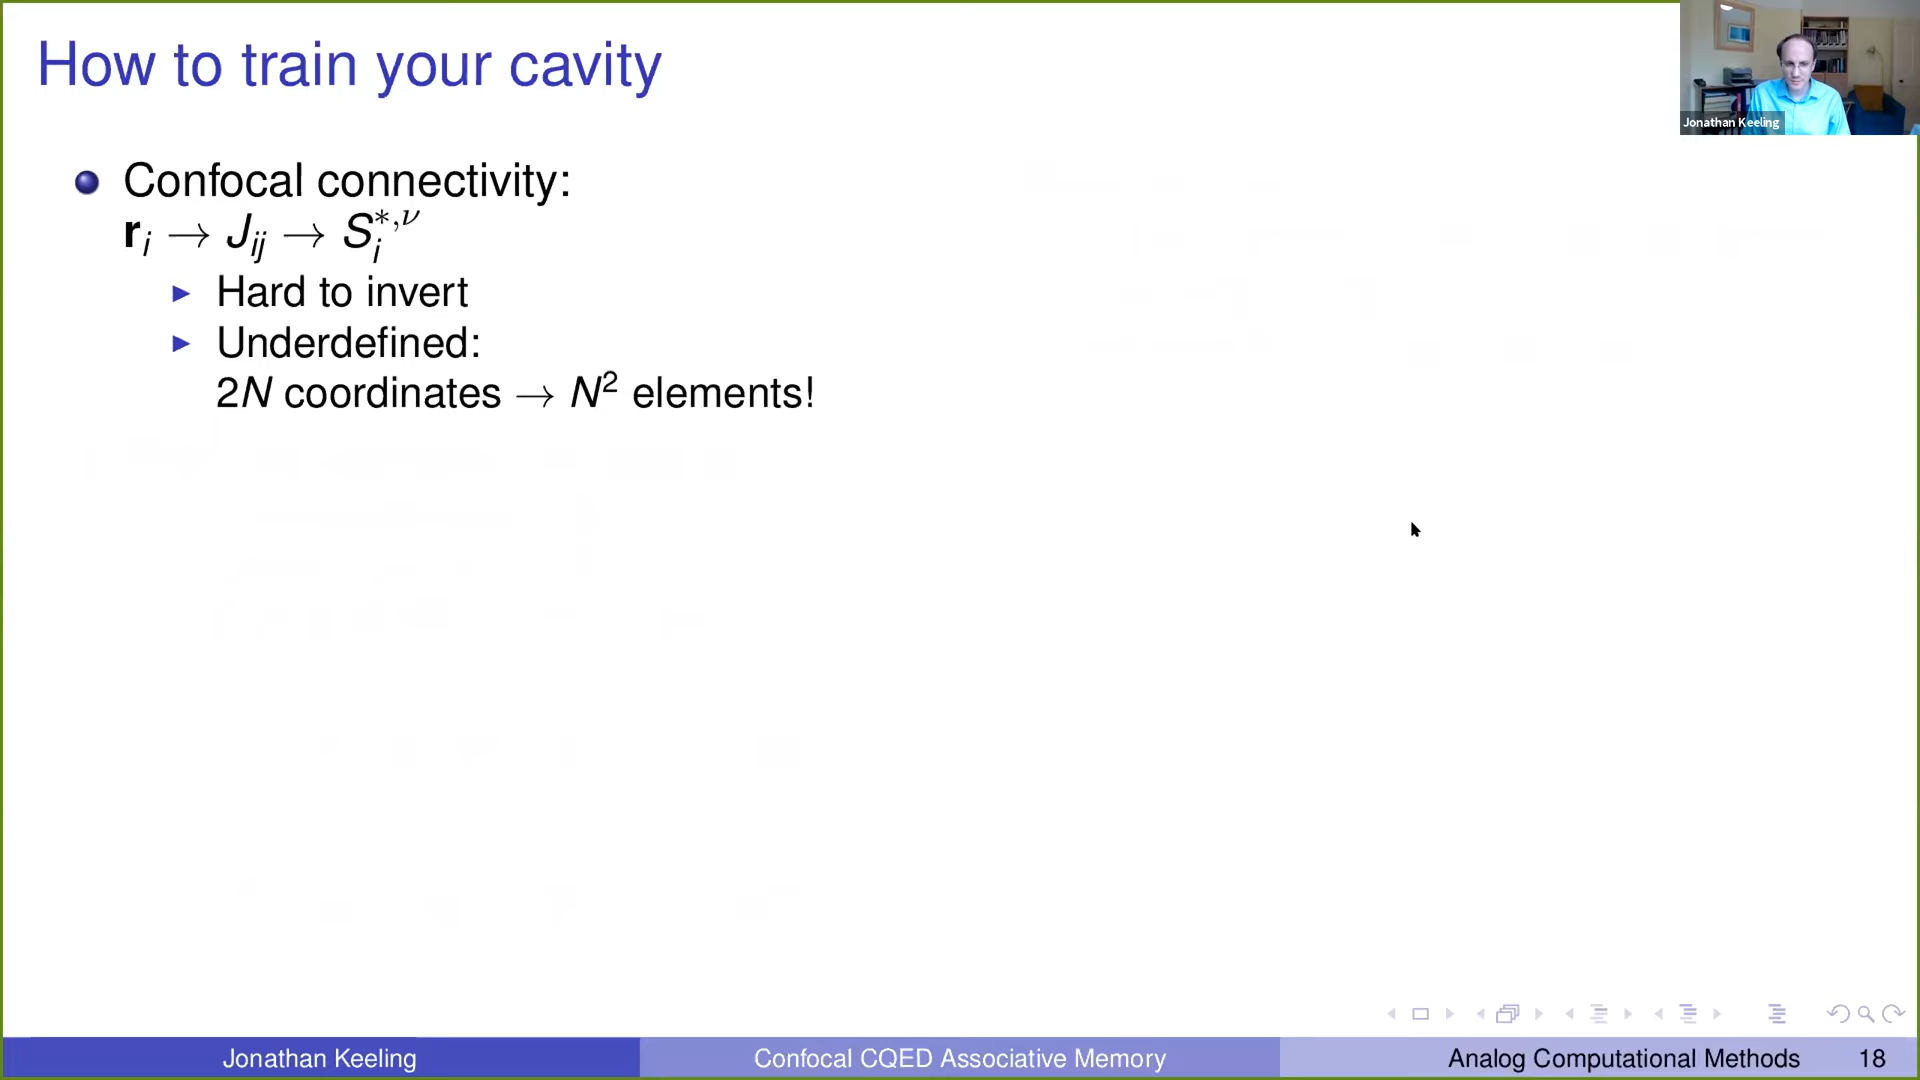 How to train your cavity
Jonathan Keeling
Confocal connectivity:
r_i → J_ij → S_i^{*,ν}
Hard to invert
Underdefined:
2N coordinates → N² elements!
Jonathan Keeling
Confocal CQED Associative Memory
Analog Computational Methods
18